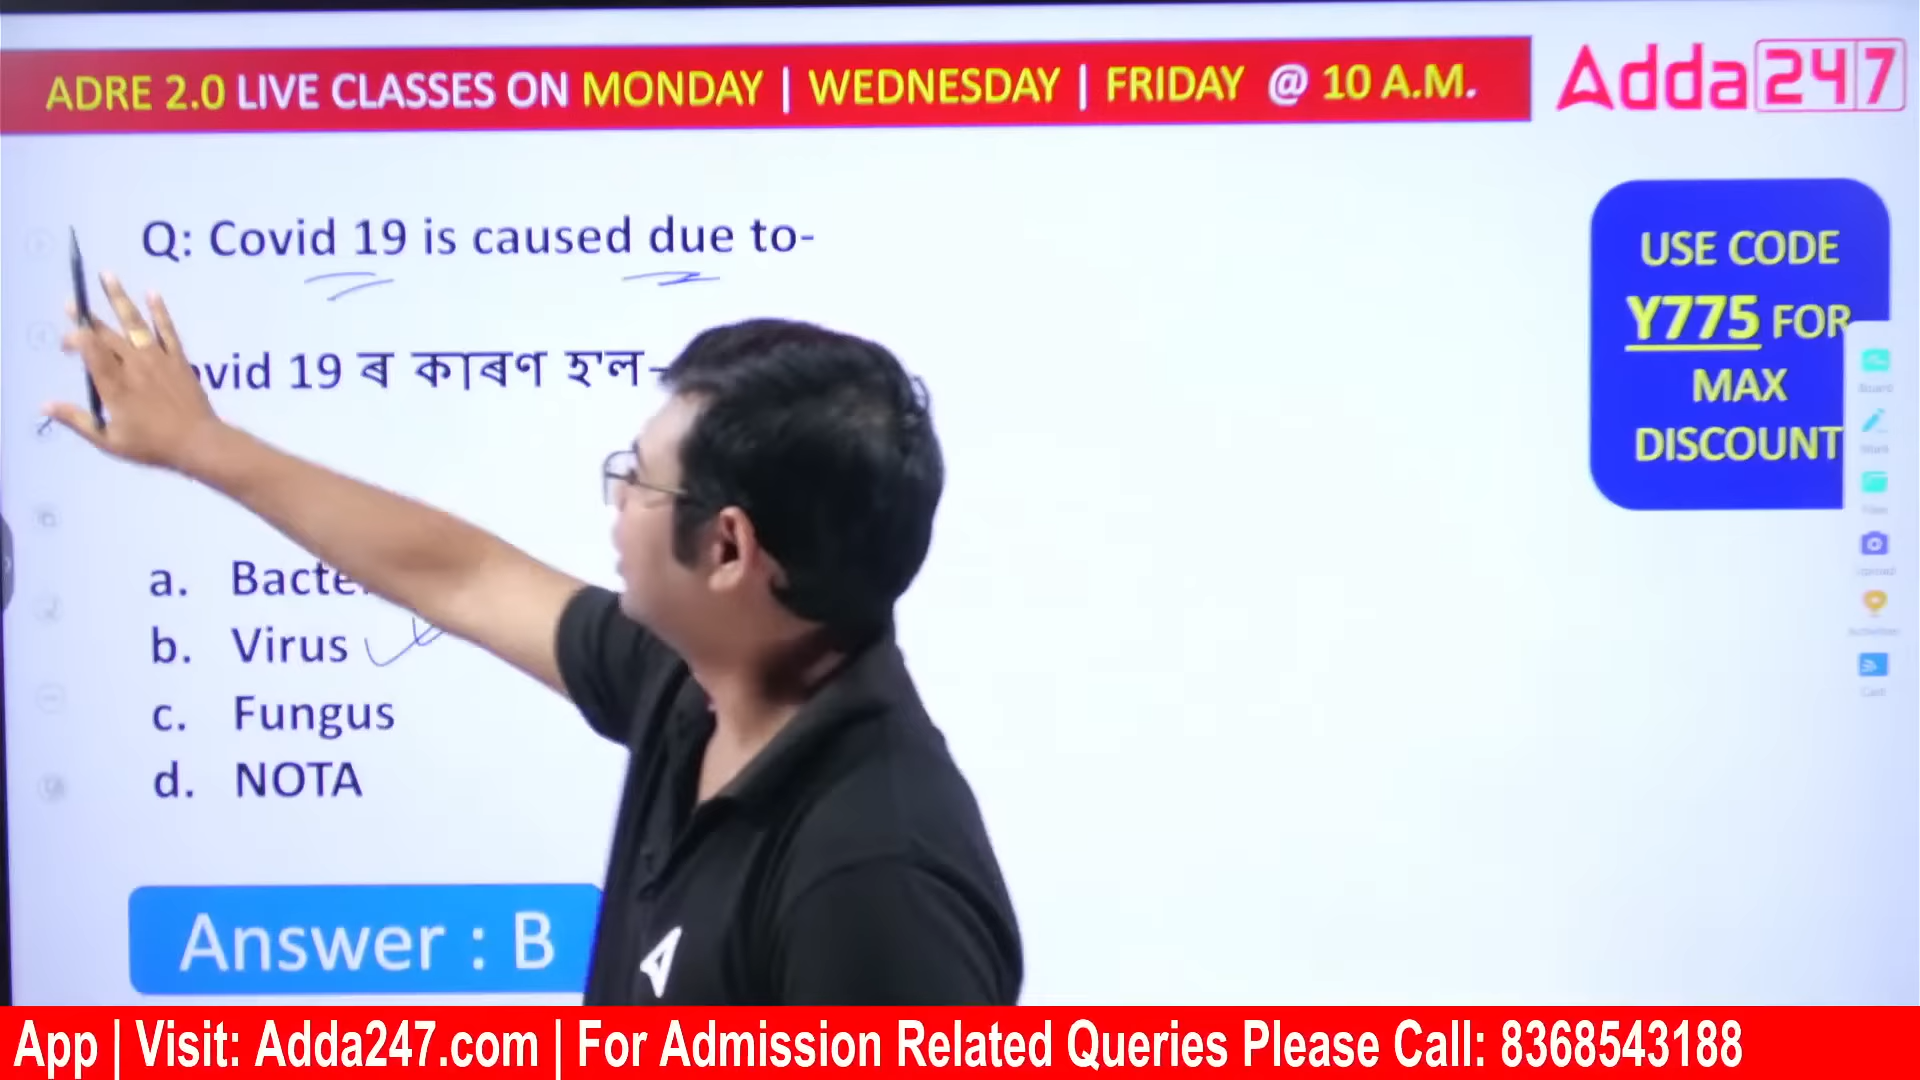 ADRE 2.0 LIVE CLASSES ON MONDAY | WEDNESDAY | FRIDAY @ 10 A.M.
Adda247
Q: Covid 19 is caused due to-
19 ৰ কাৰণ হ'ল-
a. 
b. Virus
c. Fungus
d. NOTA
Answer : B
USE CODE
Y775 FOR
MAX
DISCOUNT
Board
Cast
App | Visit: Adda247.com | For Admission Related Queries Please Call: 8368543188